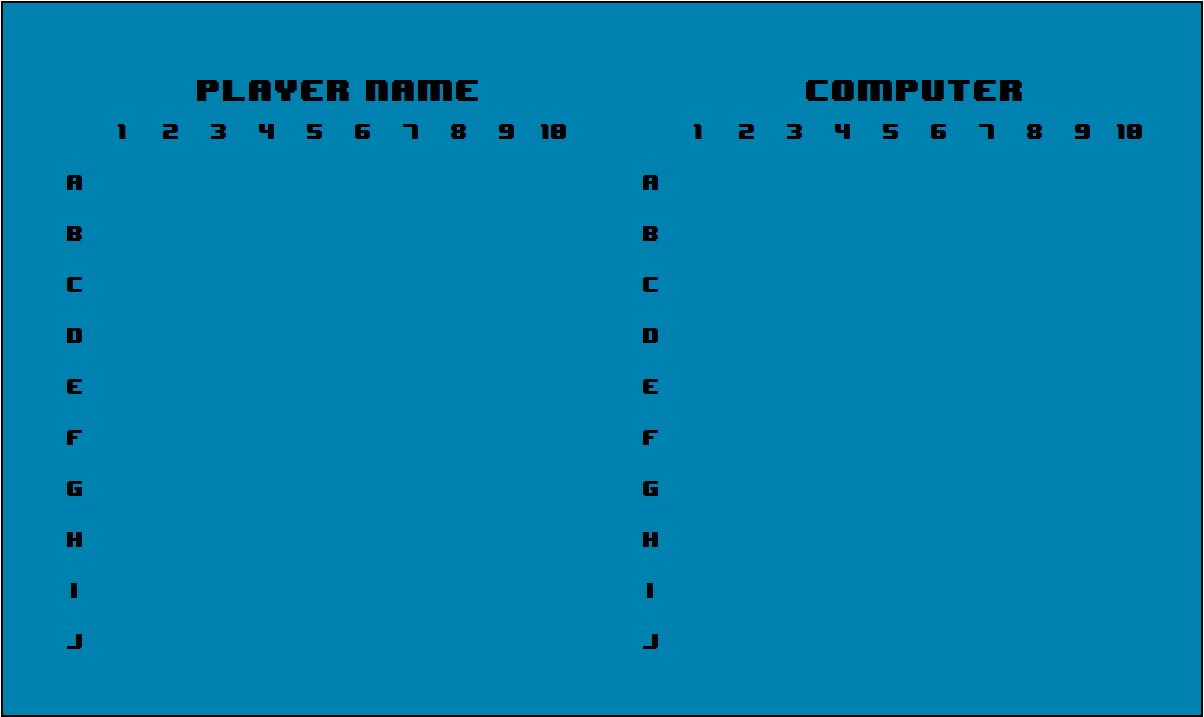 PLAYER NAME COMPUTER
1 2 3 4 5 6 7 8 9 10 1 2 3 4 5 6 7 8 9 10
A A
B B
C C
D D
E E
F F
G G
H H
I I
J J